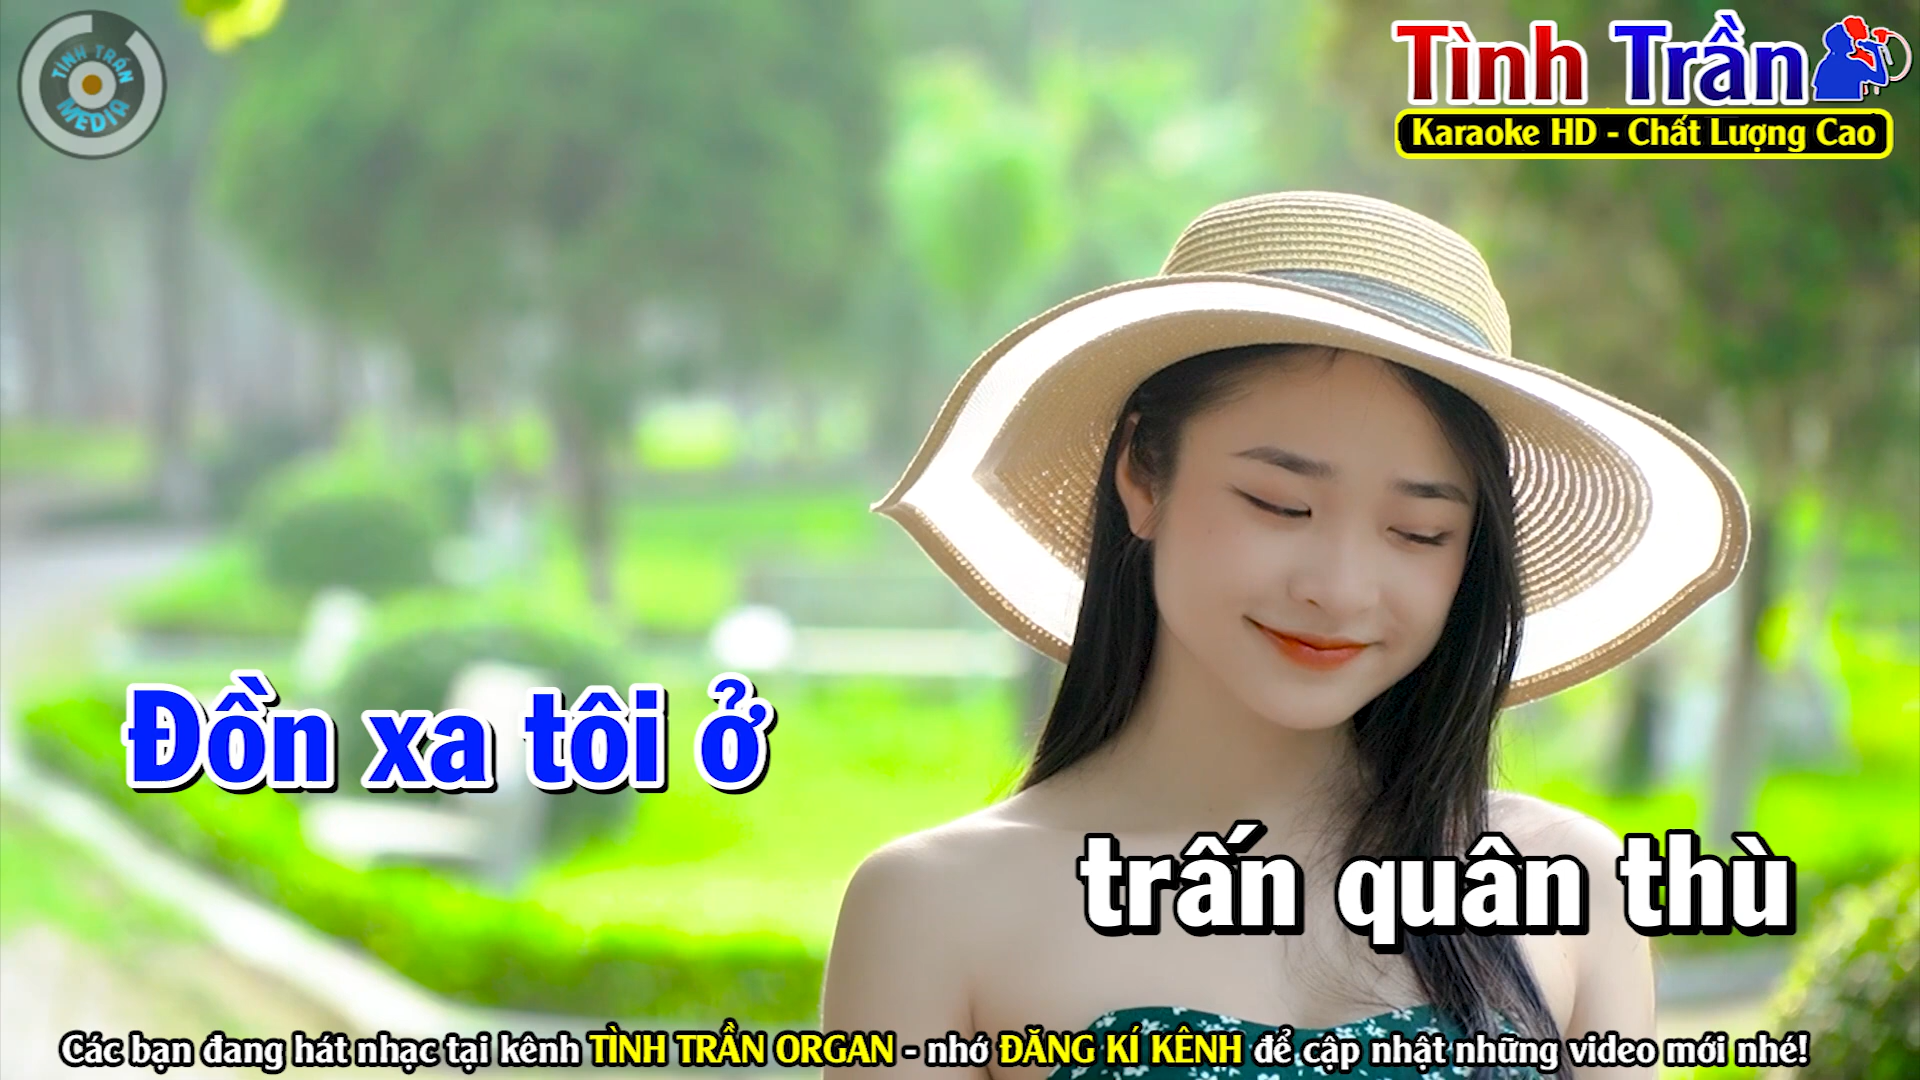 TÌNH TRẦN
MEDIA
Tình Trần
Karaoke HD - Chất Lượng Cao
Đồn xa tôi ở
trấn quân thù
Các bạn đang hát nhạc tại kênh TÌNH TRẦN ORGAN - nhớ ĐĂNG KÍ KÊNH để cập nhật những video mới nhé!